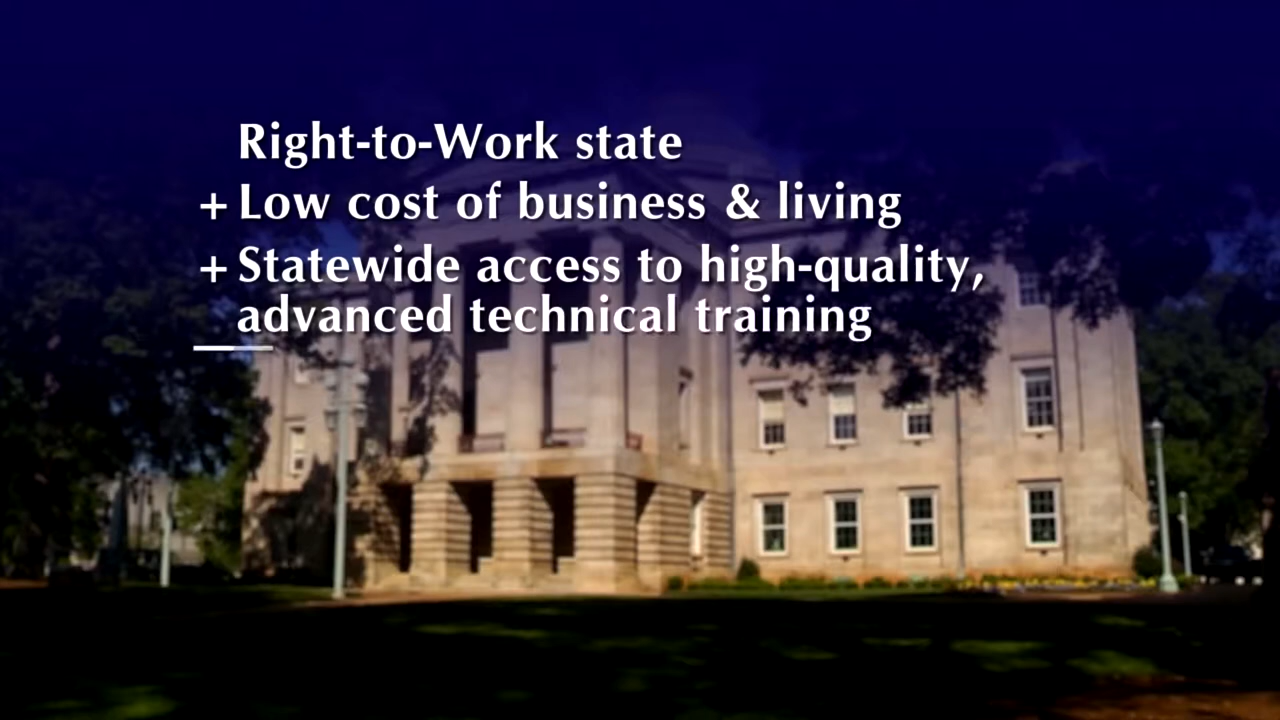 Right-to-Work state
+ Low cost of business & living
+ Statewide access to high-quality,
advanced technical training